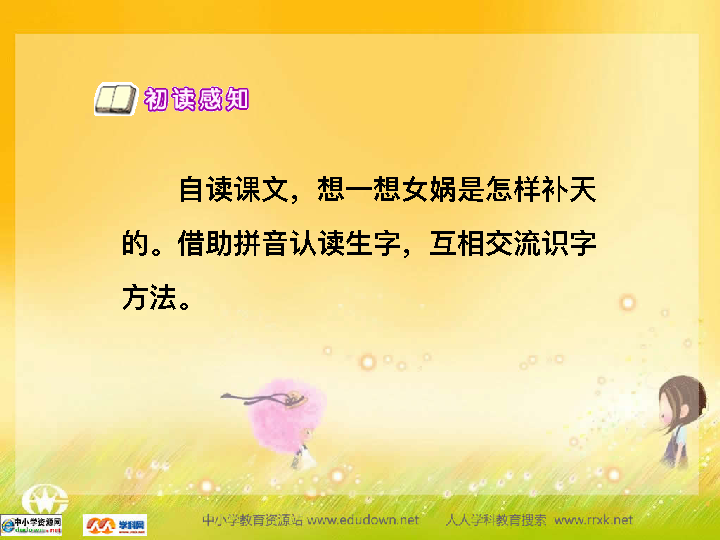 初读感知
自读课文，想一想女娲是怎样补天
的。借助拼音认读生字，互相交流识字
方法。
中小学资源网
学科网
中小学教育资源站 www.edudown.net 人人学科教育搜索 www.rrxk.net